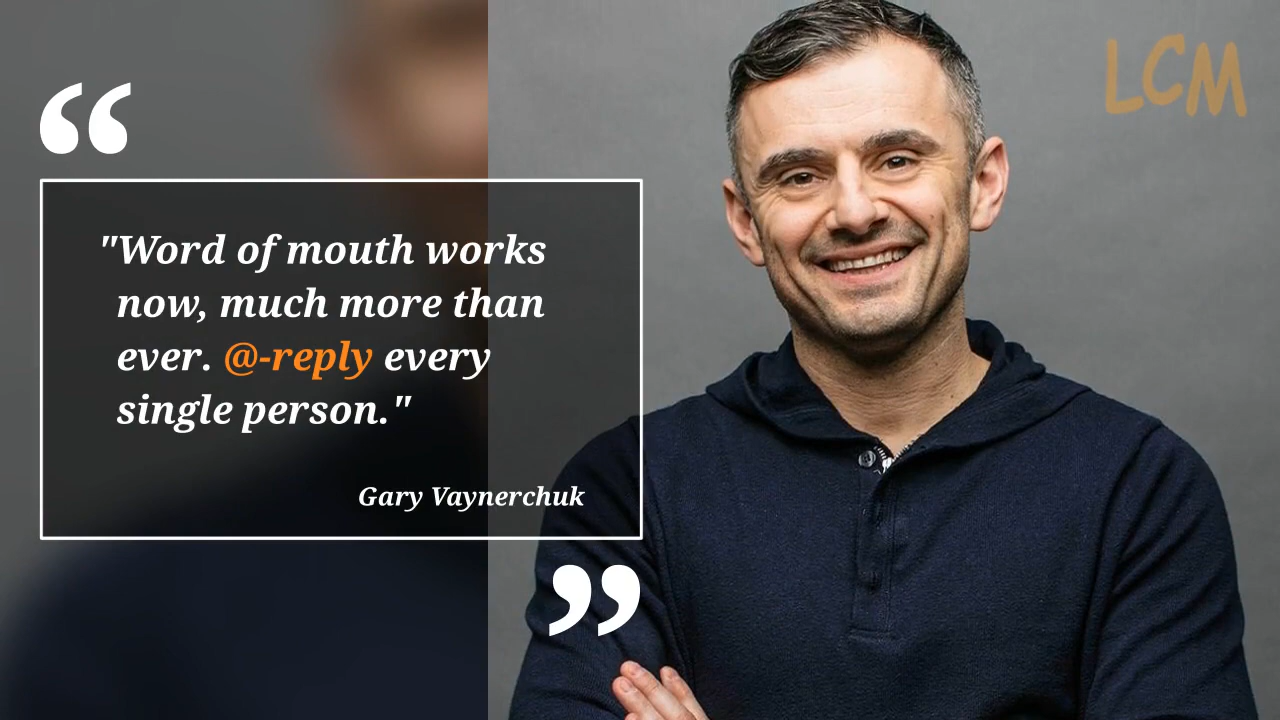 LCM
"Word of mouth works
now, much more than
ever. @-reply every
single person."
Gary Vaynerchuk